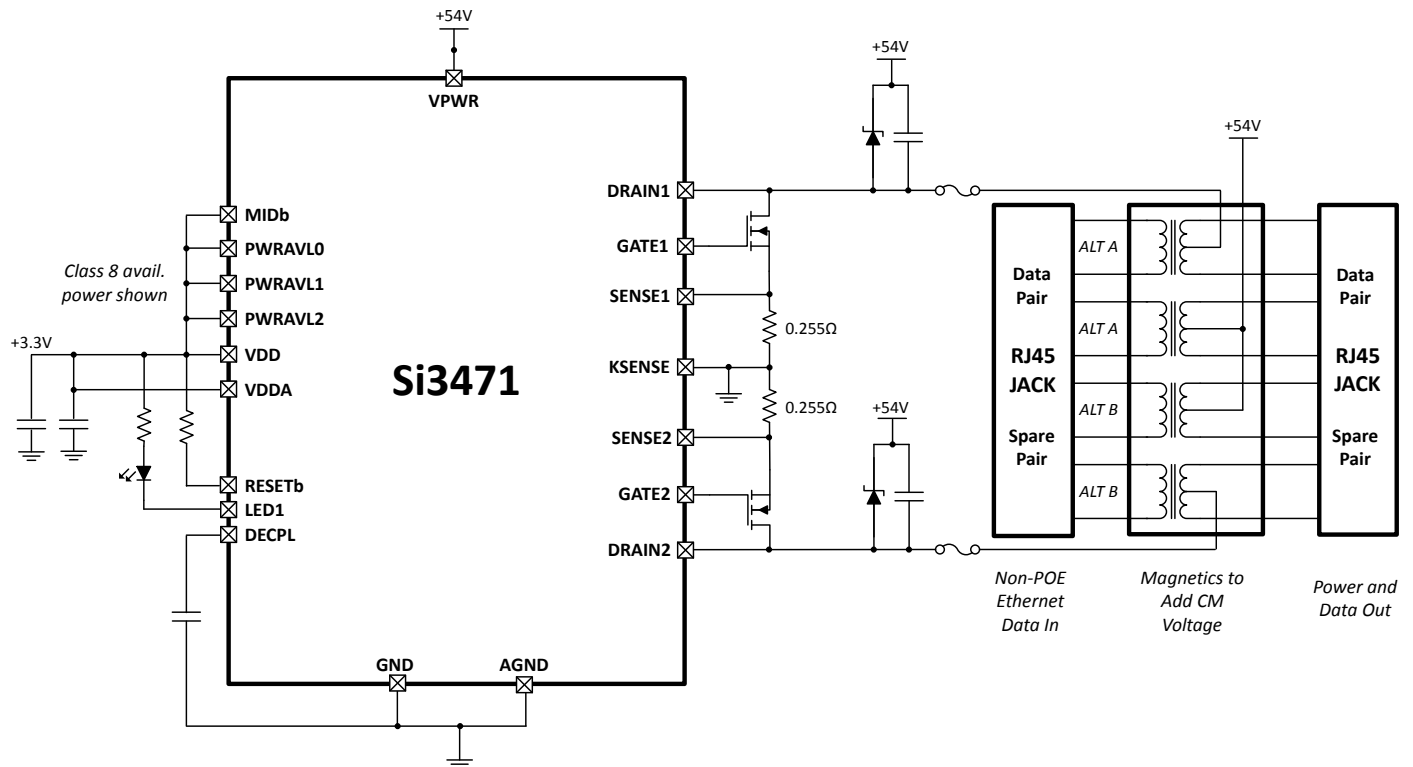 +54V
VPWR
+54V
+54V
DRAIN1
MIDb
PWRAVL0
GATE1
ALT A
Class 8 avail.
power shown
PWRAVL1
Data
Pair
Data
Pair
SENSE1
PWRAVL2
0.255Ω
ALT A
+3.3V
VDD
Si3471
KSENSE
RJ45
JACK
RJ45
JACK
VDDA
0.255Ω
+54V
ALT B
SENSE2
Spare
Pair
Spare
Pair
RESETb
GATE2
ALT B
LED1
DECPL
DRAIN2
Non-POE
Ethernet
Data In
Magnetics to
Add CM
Voltage
Power and
Data Out
GND
AGND